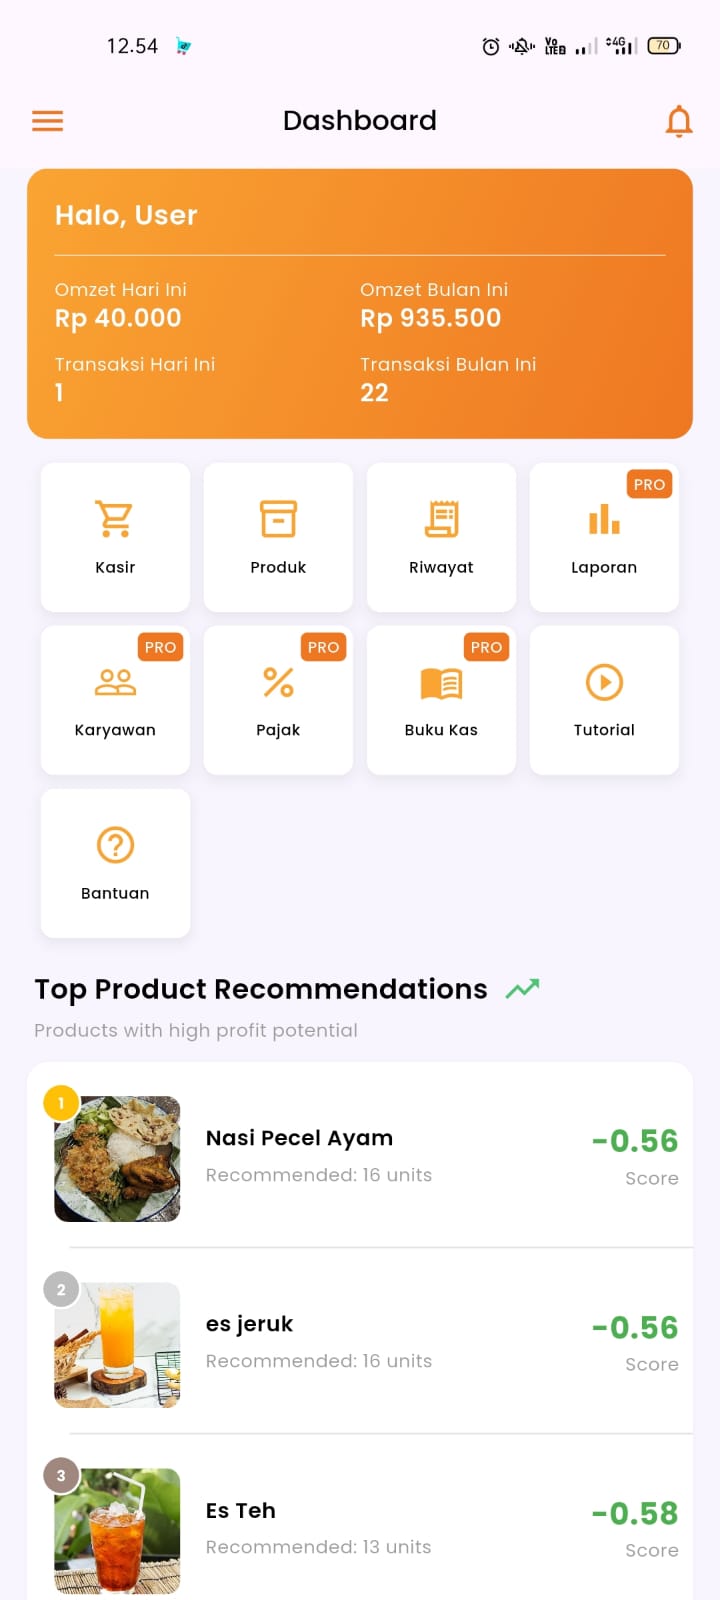 12.54
Vo LTE 2 4G 70
Dashboard
Halo, User
Omzet Hari Ini Omzet Bulan Ini
Rp 40.000 Rp 935.500
Transaksi Hari Ini Transaksi Bulan Ini
1 22
PRO
Kasir Produk Riwayat Laporan
PRO PRO PRO
Karyawan Pajak Buku Kas Tutorial
Bantuan
Top Product Recommendations
Products with high profit potential
1
Nasi Pecel Ayam -0.56
Recommended: 16 units Score
2
es jeruk -0.56
Recommended: 16 units Score
3
Es Teh -0.58
Recommended: 13 units Score